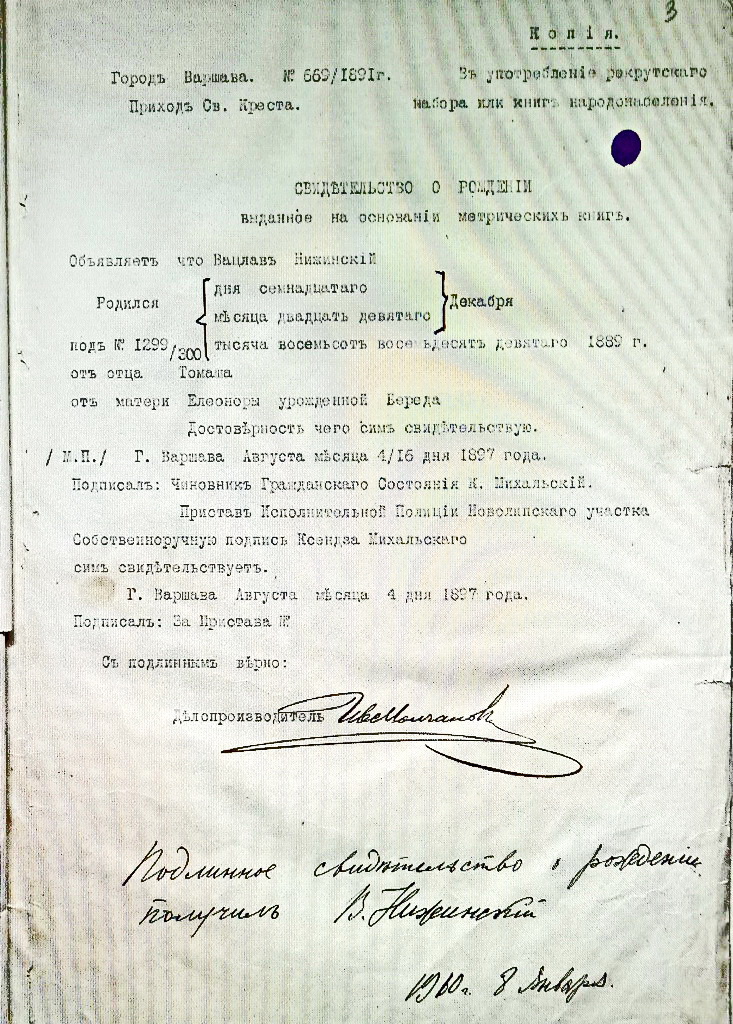 3
Копія.
Городъ Варшава. № 669/1891г. Въ употребленіе рекрутскаго
Приходъ Св. Креста. набора или книгъ народонаселенія.
СВИДѢТЕЛЬСТВО О РОЖДЕНІИ
выданное на основаніи метрическихъ книгъ.
Объявляетъ что Вацлавъ Нижинскій
дня семнадцатаго
Родился Декабря
мѣсяца двадцать девятаго
подъ № 1299/300 тысяча восемьсотъ восемьдесятъ девятаго 1889 г.
отъ отца Томаша
отъ матери Елеоноры урожденной Береда
Достовѣрность чего симъ свидѣтельствую.
/М.П./ Г. Варшава Августа мѣсяца 4/16 дня 1897 года.
Подписалъ: Чиновникъ Гражданскаго Состоянія К. Михальскій.
Приставъ Исполнительной Полиціи Новолипскаго участка
Собственноручную подпись Ксендза Михальскаго
симъ свидѣтельствуетъ.
Г. Варшава Августа мѣсяца 4 дня 1897 года.
Подписалъ: За Пристава №
Съ подлиннымъ вѣрно:
Дѣлопроизводитель
Подлинное свидѣтельство о рожденіи
получилъ В. Нижинскій
1910г. 8 Января.